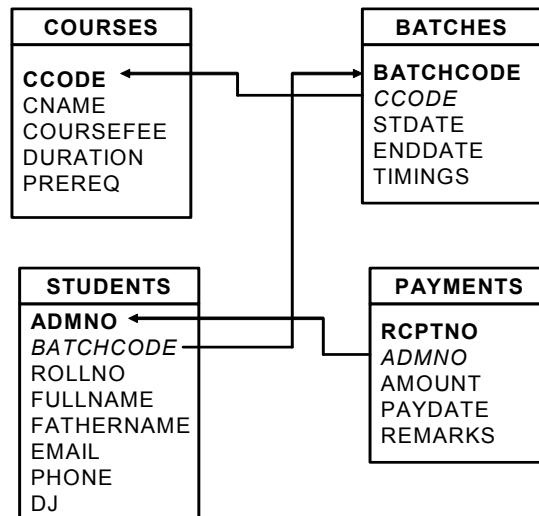 COURSES
CCODE
CNAME
COURSEFEE
DURATION
PREREQ
BATCHES
BATCHCODE
CCODE
STDATE
ENDDATE
TIMINGS
STUDENTS
ADMNO
BATCHCODE
ROLLNO
FULLNAME
FATHERNAME
EMAIL
PHONE
DJ
PAYMENTS
RCPTNO
ADMNO
AMOUNT
PAYDATE
REMARKS